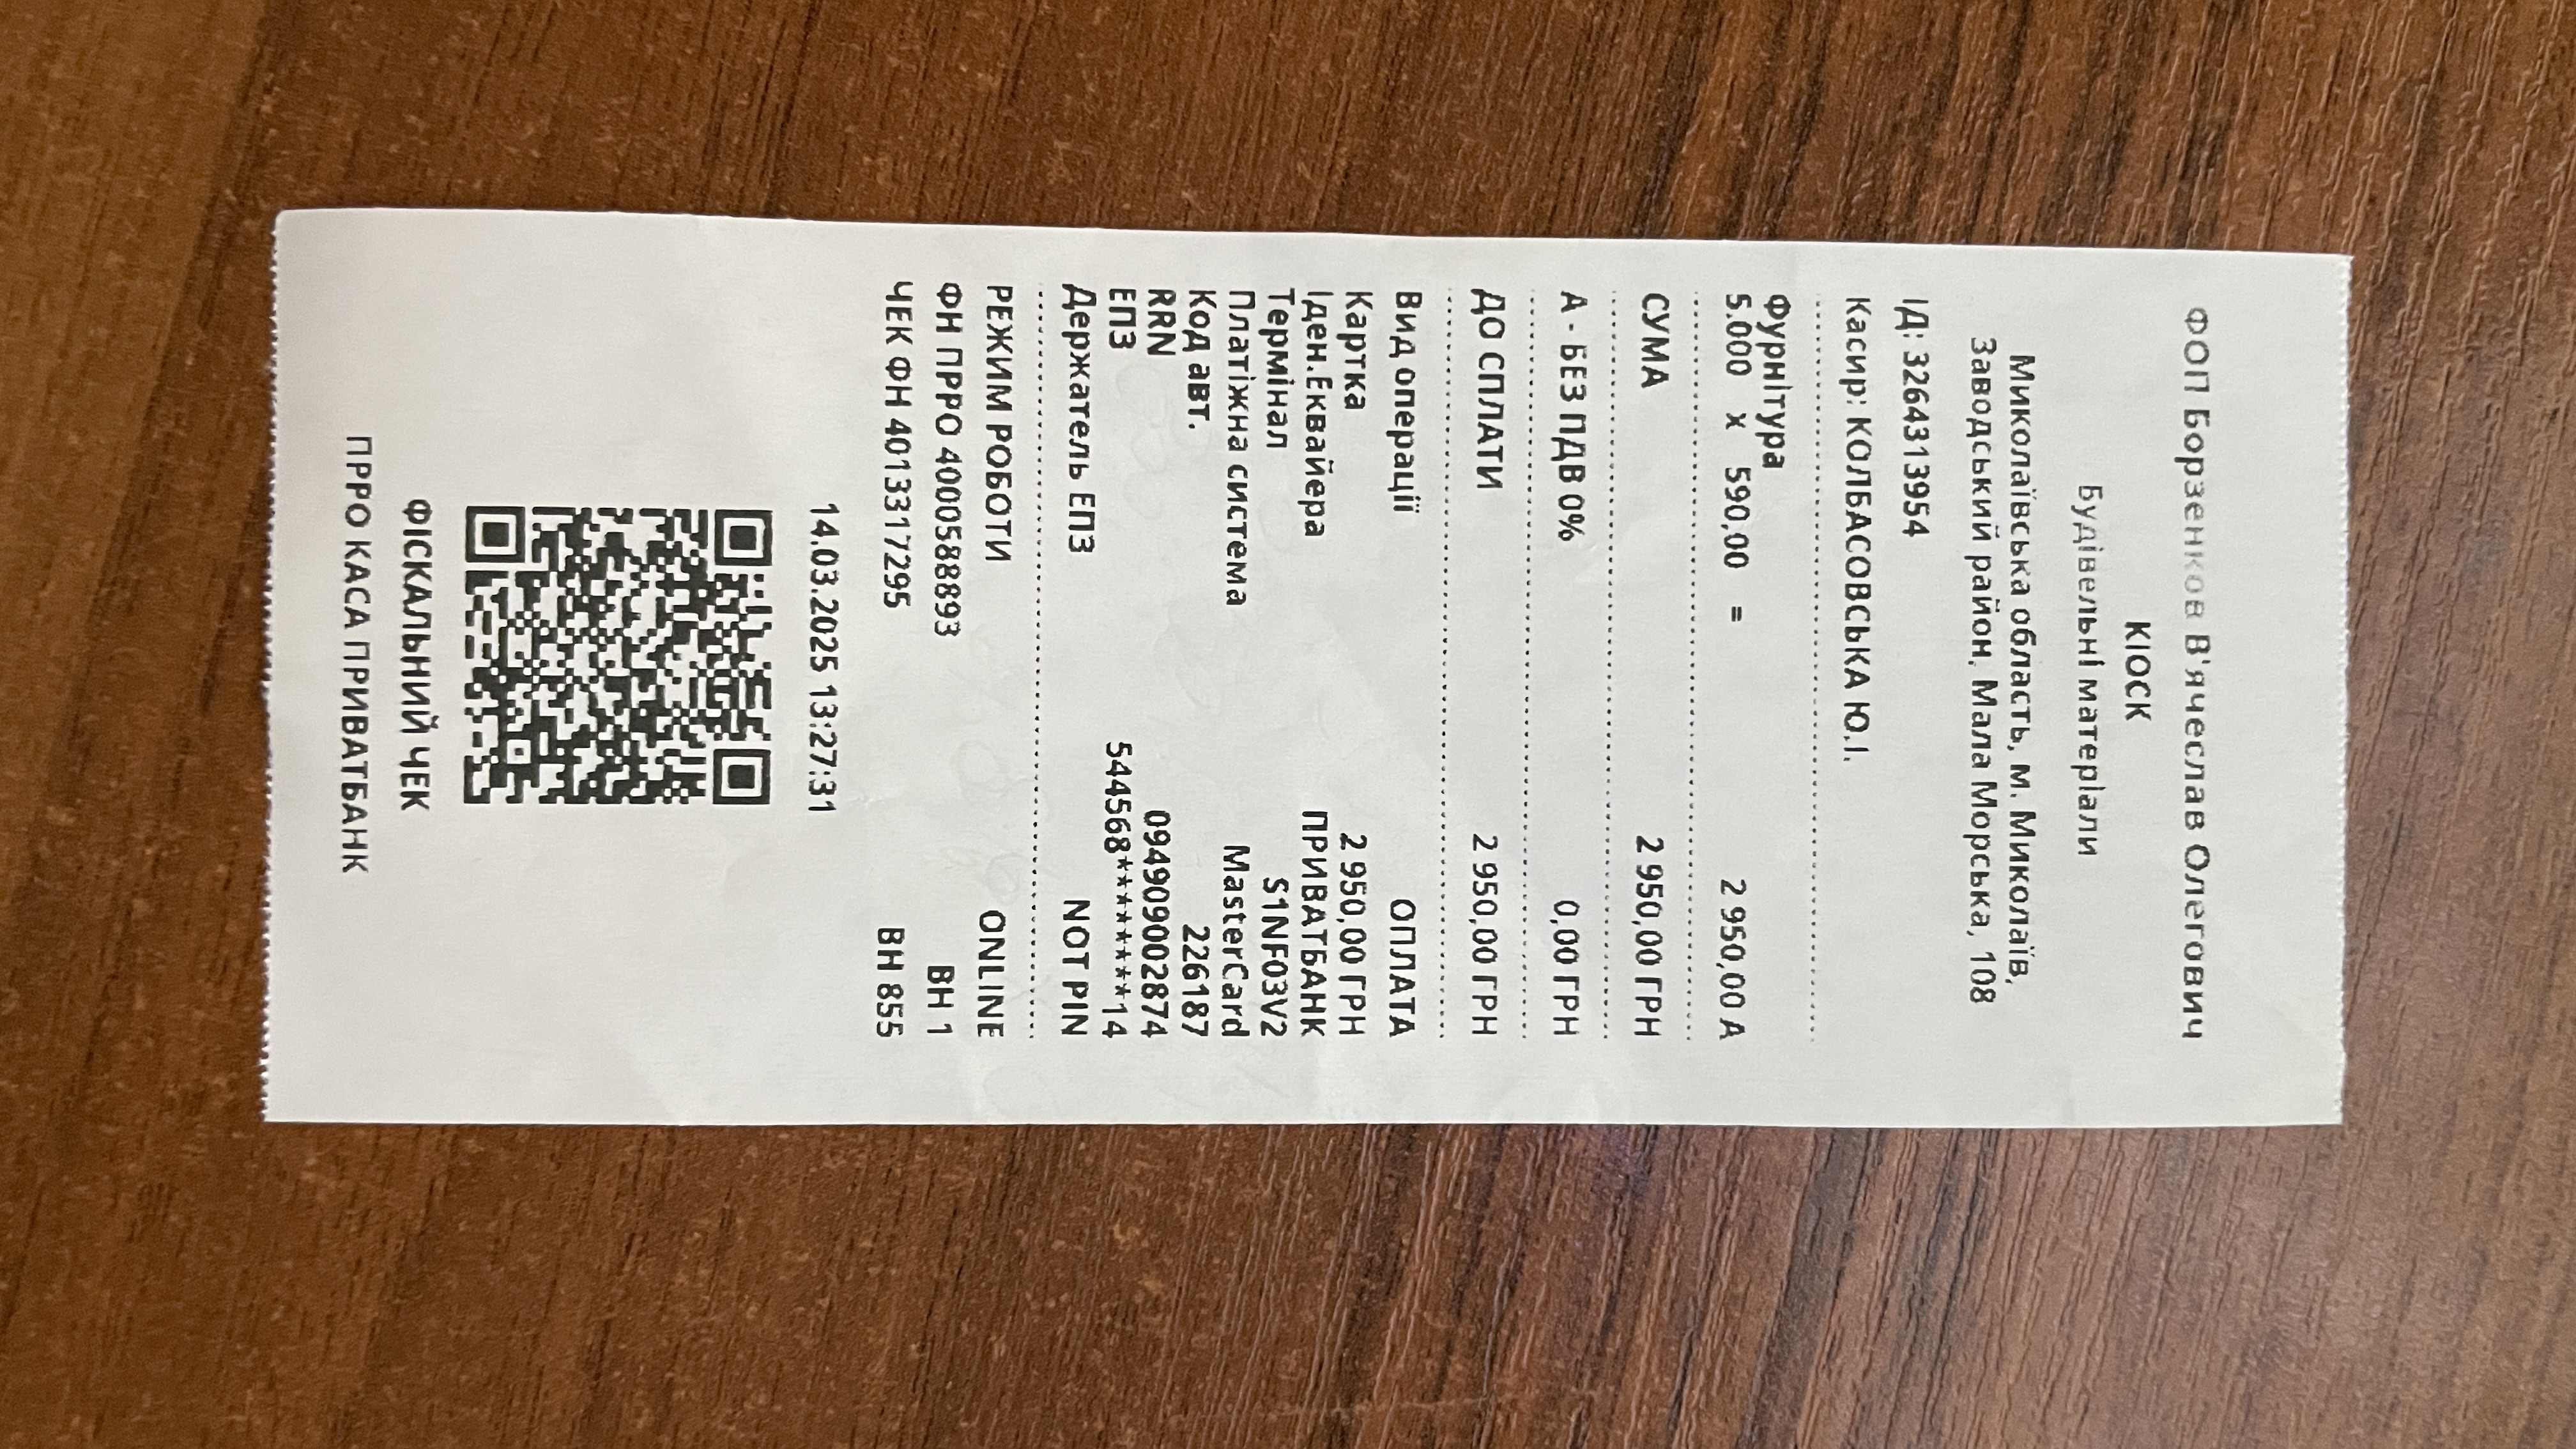 ФОП Борзенков В'ячеслав Олегович
КІОСК
Будівельні матеріали
Миколаївська область, м. Миколаїв,
Заводський район, Мала Морська, 108
ІД: 3264313954
Касир: КОЛБАСОВСЬКА Ю.І.
Фурнітура
5.000 x 590,00 = 2 950,00 А
СУМА 2 950,00 ГРН
А - БЕЗ ПДВ 0% 0,00 ГРН
ДО СПЛАТИ 2 950,00 ГРН
Вид операції ОПЛАТА
Картка 2 950,00 ГРН
Іден.Еквайера ПРИВАТБАНК
Термінал S1NF03V2
Платіжна система MasterCard
Код авт. 226187
RRN 094909002874
ЕПЗ 544568********14
Держатель ЕПЗ NOT PIN
РЕЖИМ РОБОТИ ONLINE
ФН ПРРО 4000588893 ВН 1
ЧЕК ФН 4013317295 ВН 855
14.03.2025 13:27:31
ФІСКАЛЬНИЙ ЧЕК
ПРРО КАСА ПРИВАТБАНК